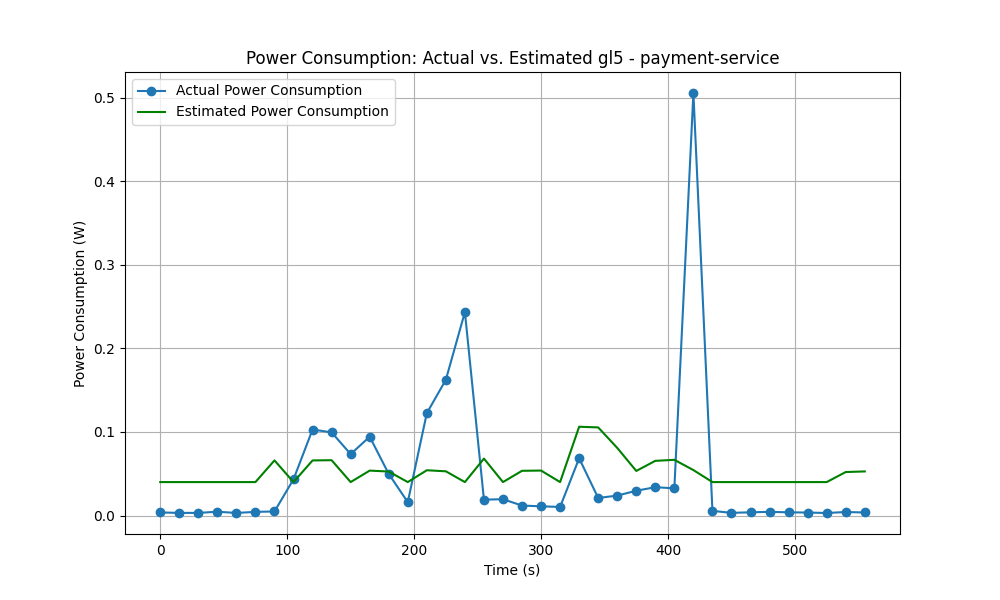 Power Consumption: Actual vs. Estimated gl5 - payment-service
Actual Power Consumption
Estimated Power Consumption
Power Consumption (W)
0.5
0.4
0.3
0.2
0.1
0.0
0 100 200 300 400 500
Time (s)